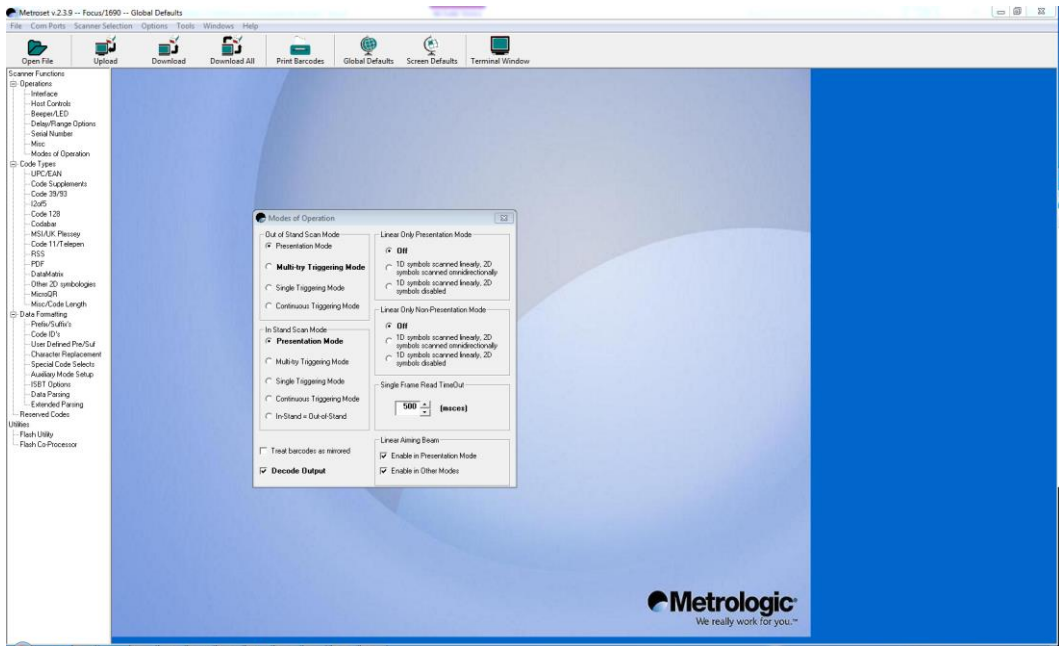 Metroset v.2.3.9 -- Focus/1690 -- Global Defaults
File Com Ports Scanner Selection Options Tools Windows Help
Open File Upload Download Download All Print Barcodes Global Defaults Screen Defaults Terminal Window
Scanner Functions
Operations
Interface
Host Controls
Beeper/LED
Delay/Range Options
Serial Number
Misc
Modes of Operation
Code Types
UPC/EAN
Code Supplements
Code 39/93
I2of5
Code 128
Codabar
MSI/UK Plessey
Code 11/Telepen
RSS
PDF
DataMatrix
Other 2D symbologies
MicroQR
Misc/Code Length
Data Formatting
Prefix/Suffix's
Code ID's
User Defined Pre/Suf
Character Replacement
Special Code Selects
Auxiliary Mode Setup
ISBT Options
Data Parsing
Extended Parsing
Reserved Codes
Utilities
Flash Utility
Flash Co-Processor
Modes of Operation
Out of Stand Scan Mode
Presentation Mode
Multi-try Triggering Mode
Single Triggering Mode
Continuous Triggering Mode
In Stand Scan Mode
Presentation Mode
Multi-try Triggering Mode
Single Triggering Mode
Continuous Triggering Mode
In-Stand = Out-of-Stand
Treat barcodes as mirrored
Decode Output
Linear Only Presentation Mode
Off
1D symbols scanned linearly, 2D
symbols scanned omnidirectionally
1D symbols scanned linearly, 2D
symbols disabled
Linear Only Non-Presentation Mode
Off
1D symbols scanned linearly, 2D
symbols scanned omnidirectionally
1D symbols scanned linearly, 2D
symbols disabled
Single Frame Read TimeOut
500 (msces)
Linear Aiming Beam
Enable in Presentation Mode
Enable in Other Modes
Metrologic
We really work for you.™